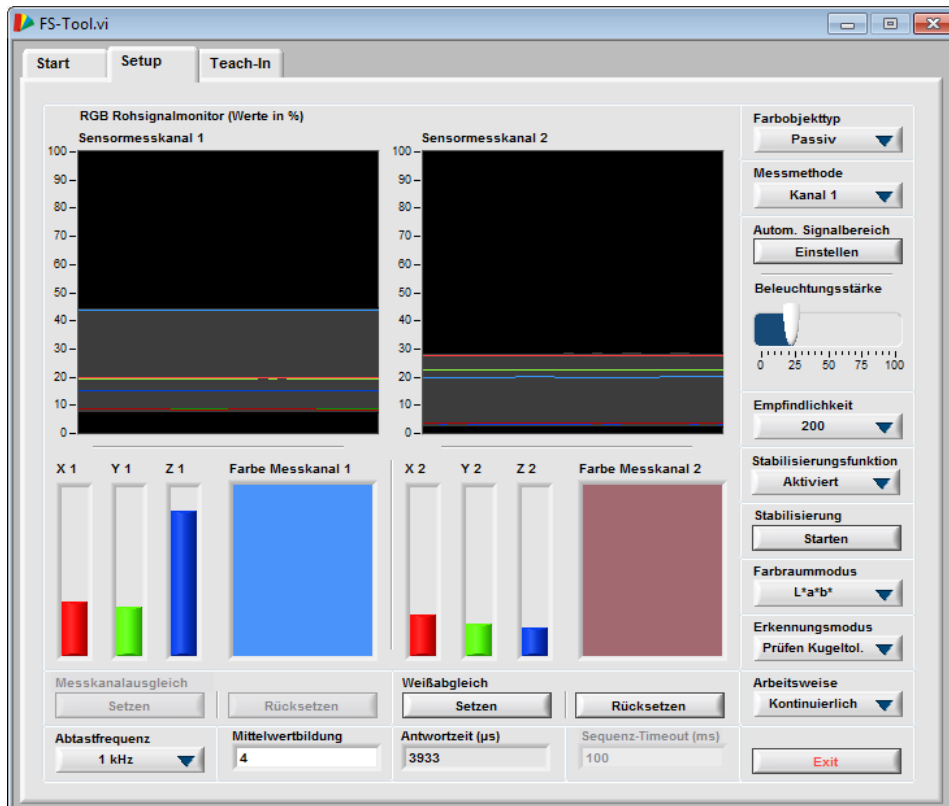 FS-Tool.vi
Start
Setup
Teach-In
RGB Rohsignalmonitor (Werte in %)
Sensormesskanal 1
100
90
80
70
60
50
40
30
20
10
0
Sensormesskanal 2
100
90
80
70
60
50
40
30
20
10
0
X 1
Y 1
Z 1
Farbe Messkanal 1
X 2
Y 2
Z 2
Farbe Messkanal 2
Messkanalausgleich
Setzen
Rücksetzen
Weißabgleich
Setzen
Rücksetzen
Abtastfrequenz
1 kHz
Mittelwertbildung
4
Antwortzeit (µs)
3933
Sequenz-Timeout (ms)
100
Farbobjekttyp
Passiv
Messmethode
Kanal 1
Autom. Signalbereich
Einstellen
Beleuchtungsstärke
0 25 50 75 100
Empfindlichkeit
200
Stabilisierungsfunktion
Aktiviert
Stabilisierung
Starten
Farbraummodus
L*a*b*
Erkennungsmodus
Prüfen Kugeltol.
Arbeitsweise
Kontinuierlich
Exit